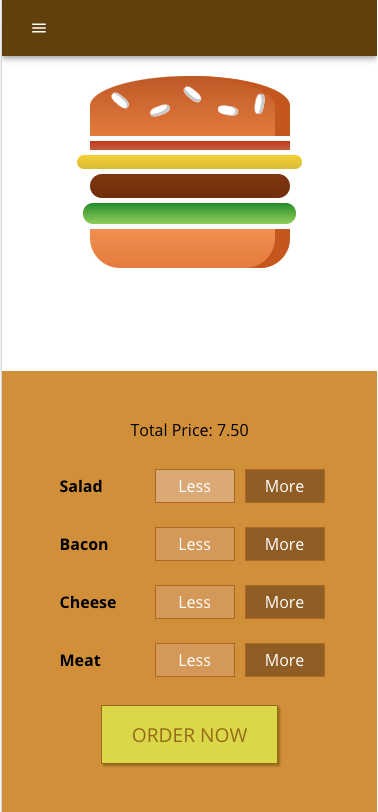 Total Price: 7.50
Salad Less More
Bacon Less More
Cheese Less More
Meat Less More
ORDER NOW